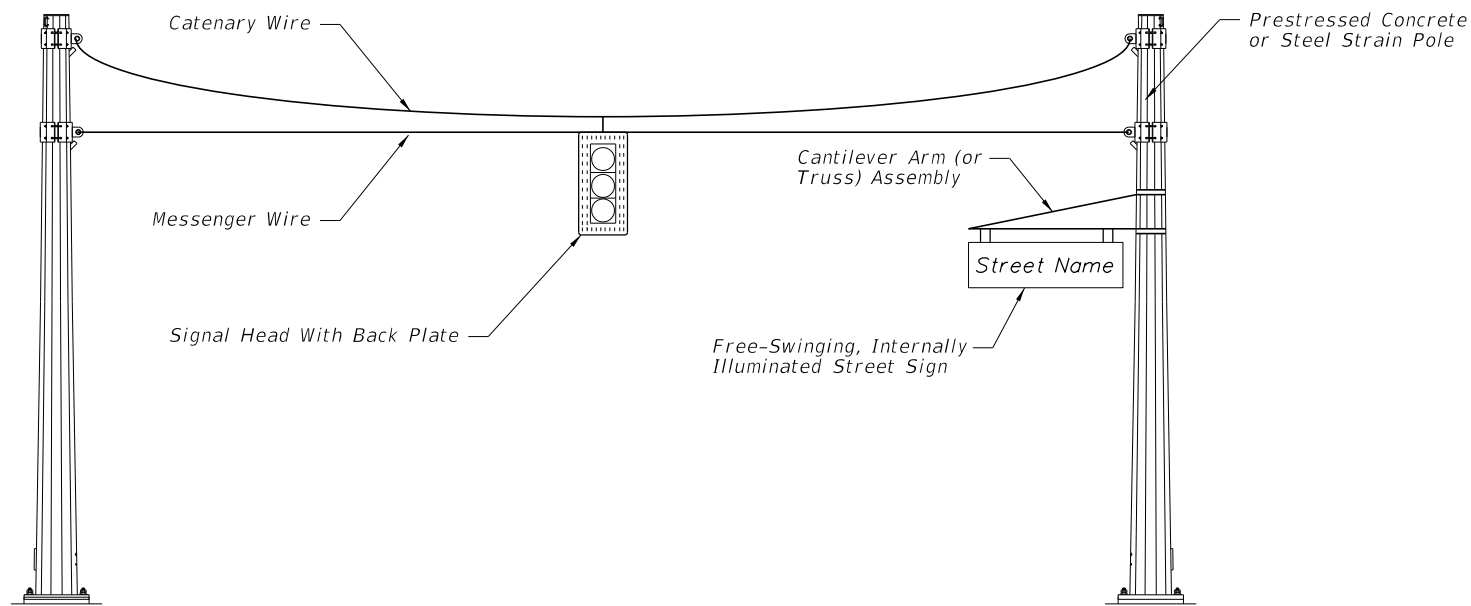 Catenary Wire
Prestressed Concrete
or Steel Strain Pole
Cantilever Arm (or
Truss) Assembly
Messenger Wire
Street Name
Signal Head With Back Plate
Free-Swinging, Internally
Illuminated Street Sign